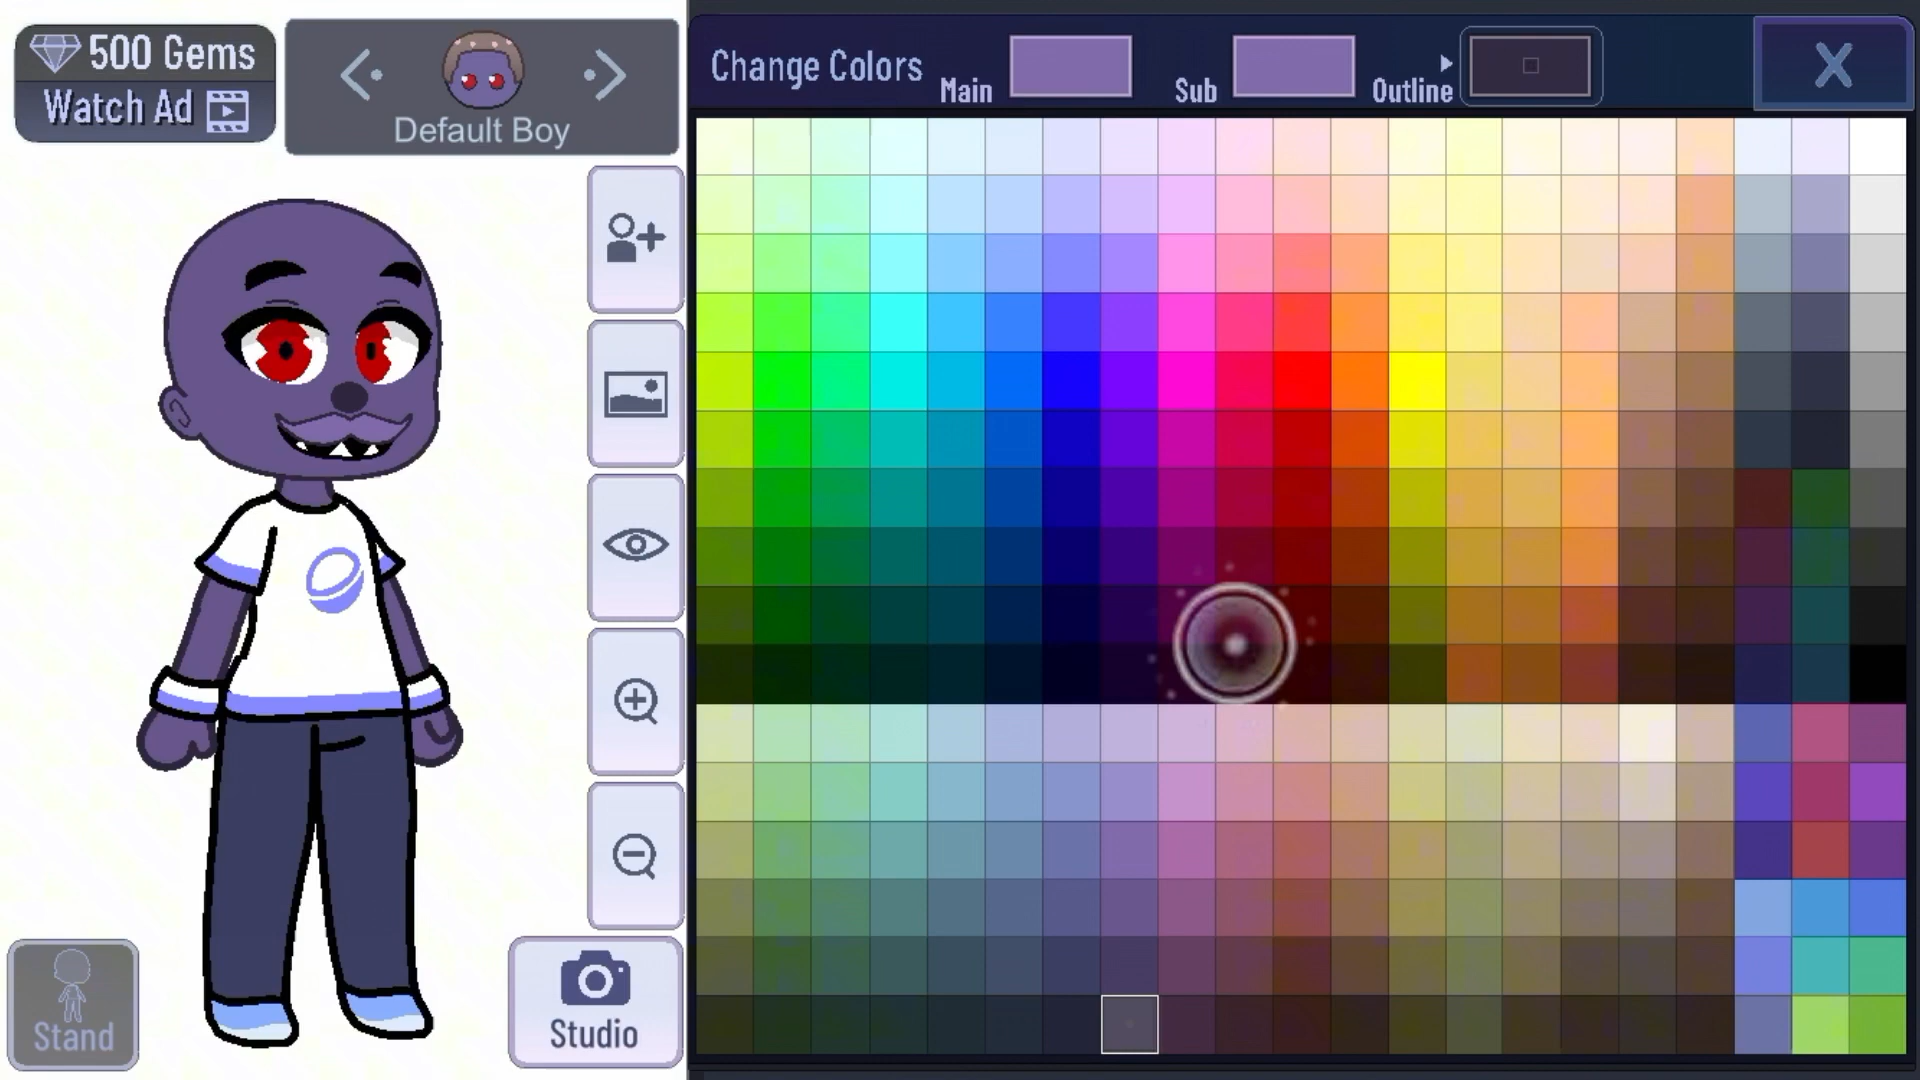 500 Gems
Watch Ad
Default Boy
Change Colors
Main
Sub
Outline
X
Stand
Studio